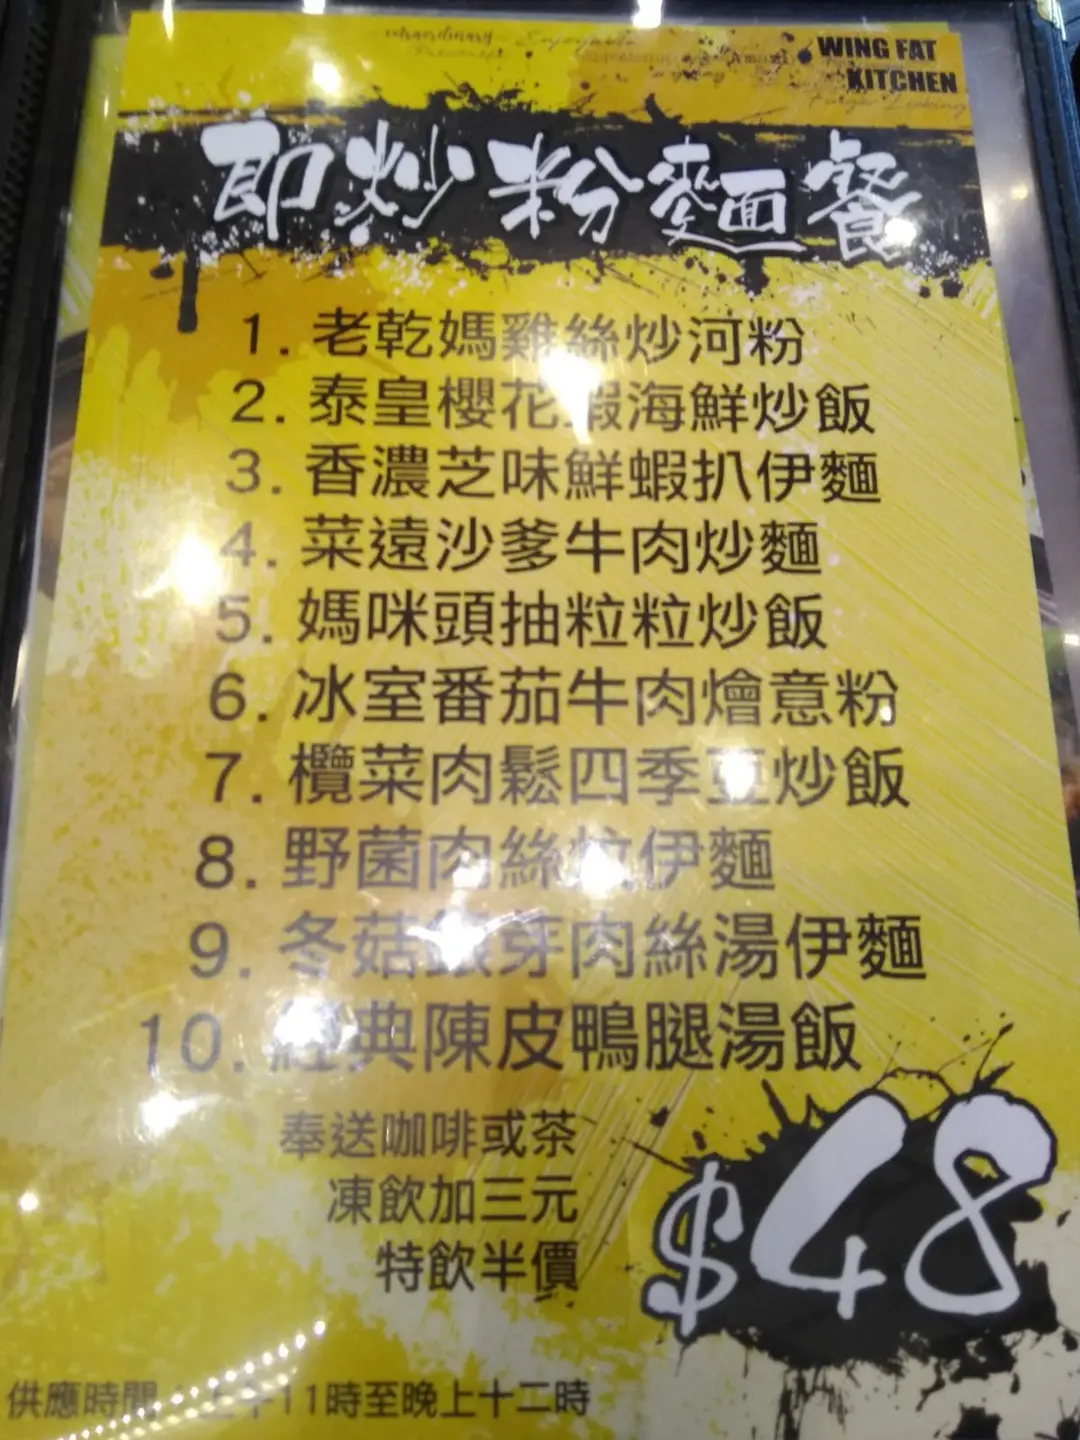 WING FAT
KITCHEN
即炒粉麵餐
1. 老乾媽雞絲炒河粉
2. 泰皇櫻花蝦海鮮炒飯
3. 香濃芝味鮮蝦扒伊麵
4. 菜遠沙爹牛肉炒麵
5. 媽咪頭抽粒粒炒飯
6. 冰室番茄牛肉燴意粉
7. 欖菜肉鬆四季豆炒飯
8. 野菌肉絲炆伊麵
9. 冬菇銀芽肉絲湯伊麵
10. 經典陳皮鴨腿湯飯
奉送咖啡或茶
凍飲加三元
特飲半價
$48
供應時間：上午11時至晚上十二時